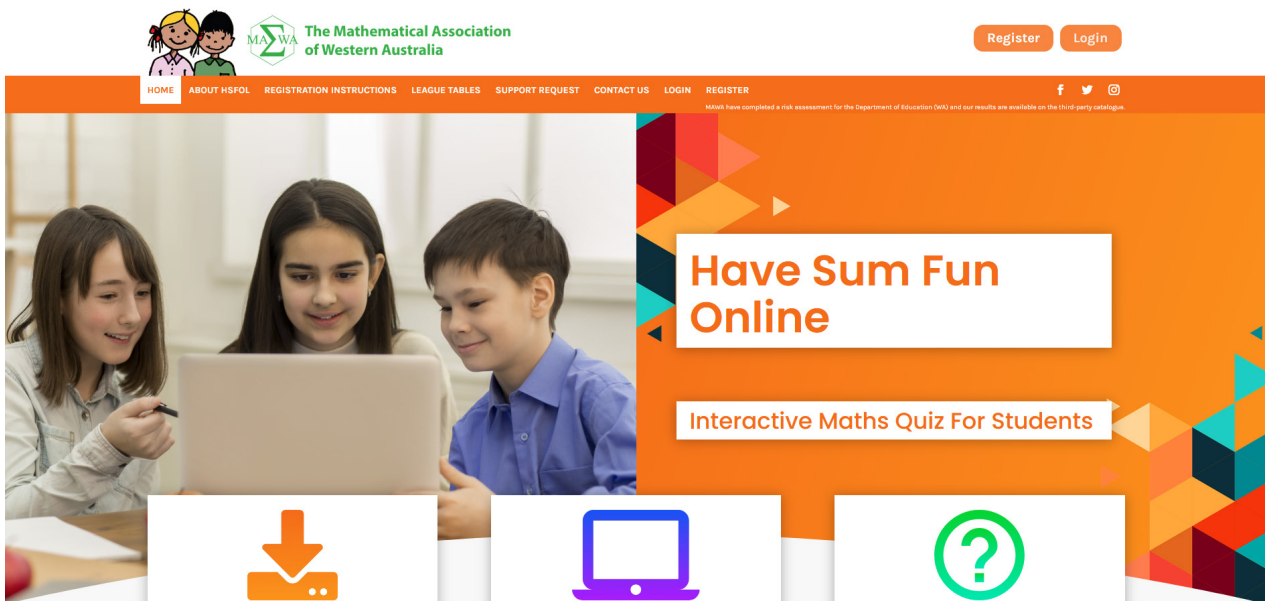 MAΣWA
The Mathematical Association
of Western Australia
Register
Login
HOME
ABOUT HSFOL
REGISTRATION INSTRUCTIONS
LEAGUE TABLES
SUPPORT REQUEST
CONTACT US
LOGIN
REGISTER
MAWA have completed a risk assessment for the Department of Education (WA) and our results are available on the third-party catalogue.
Have Sum Fun
Online
Interactive Maths Quiz For Students